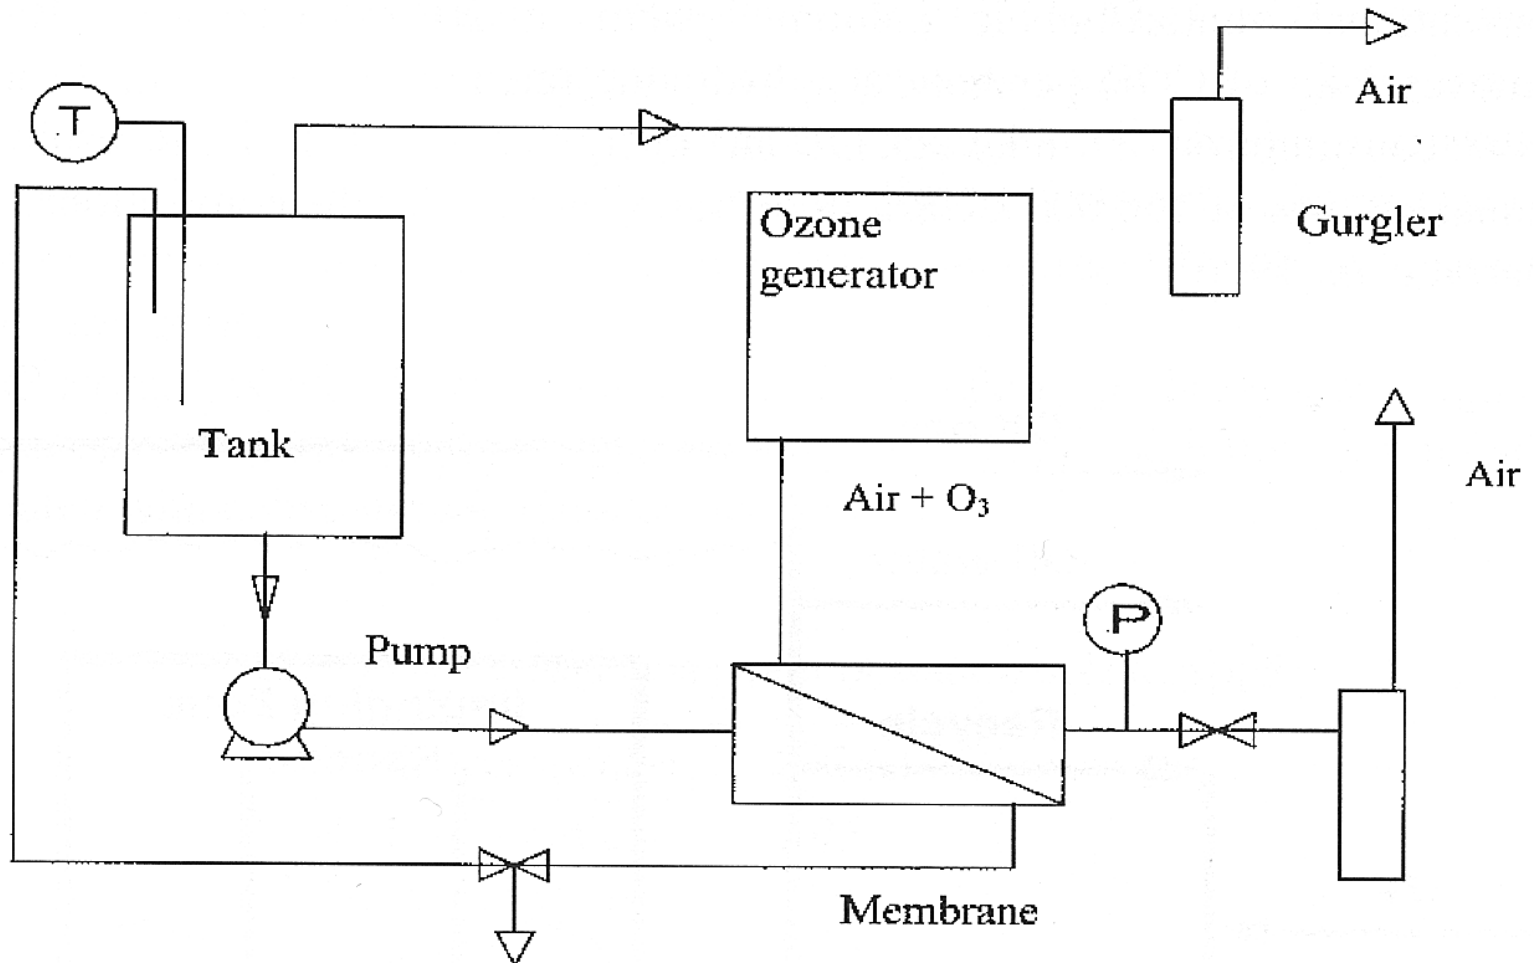 Air
T
Ozone
generator
Gurgler
Tank
Air + O₃
Air
P
Pump
Membrane